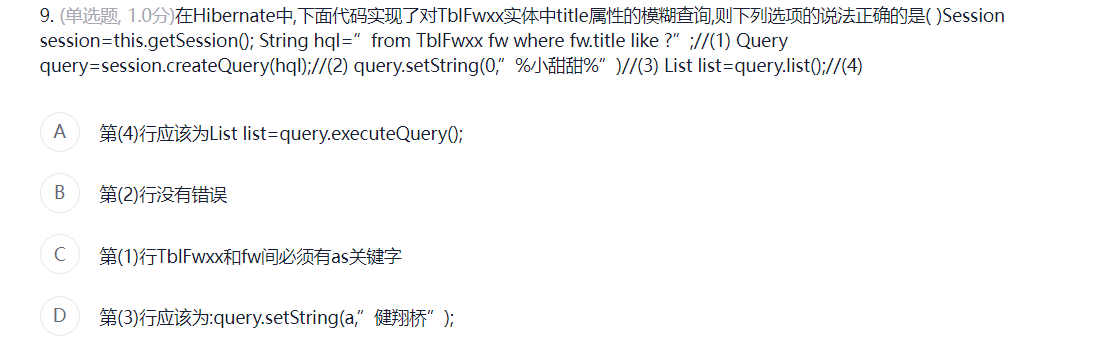 9. (单选题, 1.0分)在Hibernate中,下面代码实现了对TblFwxx实体中title属性的模糊查询,则下列选项的说法正确的是( )Session
session=this.getSession(); String hql=”from TblFwxx fw where fw.title like ?”;//(1) Query
query=session.createQuery(hql);//(2) query.setString(0,”%小甜甜%”)//(3) List list=query.list();//(4)
A 第(4)行应该为List list=query.executeQuery();
B 第(2)行没有错误
C 第(1)行TblFwxx和fw间必须有as关键字
D 第(3)行应该为:query.setString(a,”健翔桥”);